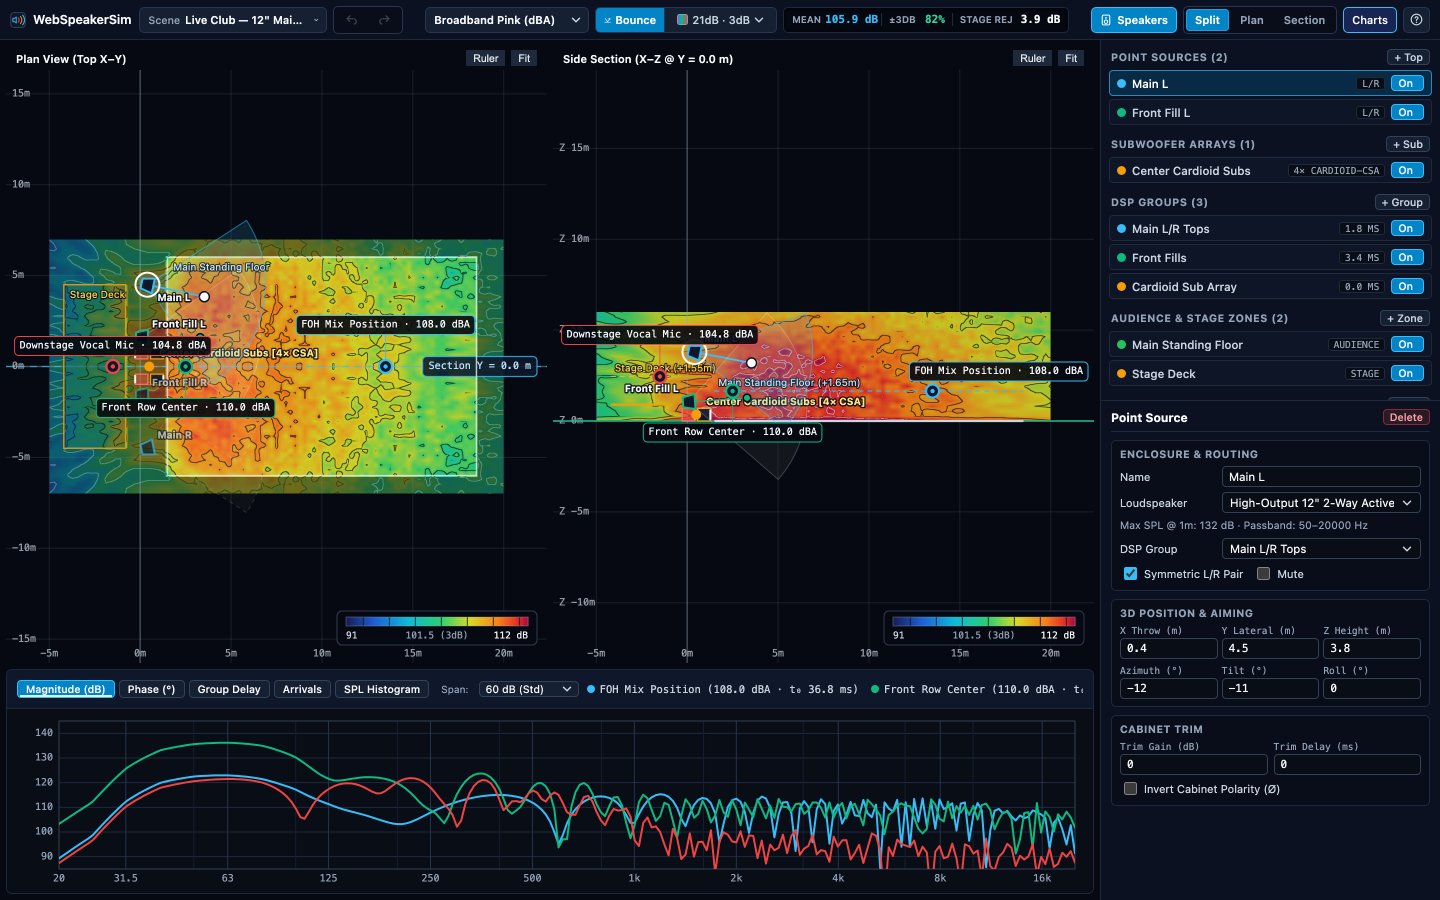 WebSpeakerSim
Scene Live Club — 12" Mai...
Broadband Pink (dBA)
Bounce
21dB · 3dB
MEAN 105.9 dB
±3DB 82%
STAGE REJ 3.9 dB
Speakers
Split
Plan
Section
Charts
Plan View (Top X–Y)
Ruler
Fit
15m
10m
5m
0m
−5m
−10m
−15m
−5m
0m
5m
10m
15m
20m
Main Standing Floor
Stage Deck
Main L
Front Fill L
FOH Mix Position · 108.0 dBA
Downstage Vocal Mic · 104.8 dBA
rdioid Subs [4× CSA]
Section Y = 0.0 m
Front Fill R
Front Row Center · 110.0 dBA
Main R
91
101.5 (3dB)
112 dB
Side Section (X–Z @ Y = 0.0 m)
Ruler
Fit
Z 15m
Z 10m
Z 0m
Z −5m
Z −10m
−5m
0m
5m
10m
15m
20m
Downstage Vocal Mic · 104.8 dBA
Stage Deck (+1.55m)
FOH Mix Position · 108.0 dBA
Main Standing Floor (+1.65m)
Front Fill L
Center Cardioid Subs [4× CSA]
Front Row Center · 110.0 dBA
91
101.5 (3dB)
112 dB
Magnitude (dB)
Phase (°)
Group Delay
Arrivals
SPL Histogram
Span:
60 dB (Std)
FOH Mix Position (108.0 dBA · t₀ 36.8 ms)
Front Row Center (110.0 dBA · t₀
140
130
120
110
100
90
20
31.5
63
125
250
500
1k
2k
4k
8k
16k
POINT SOURCES (2)
+ Top
Main L
L/R
On
Front Fill L
L/R
On
SUBWOOFER ARRAYS (1)
+ Sub
Center Cardioid Subs
4× CARDIOID-CSA
On
DSP GROUPS (3)
+ Group
Main L/R Tops
1.8 MS
On
Front Fills
3.4 MS
On
Cardioid Sub Array
0.0 MS
On
AUDIENCE & STAGE ZONES (2)
+ Zone
Main Standing Floor
AUDIENCE
On
Stage Deck
STAGE
On
Point Source
Delete
ENCLOSURE & ROUTING
Name
Main L
Loudspeaker
High-Output 12" 2-Way Active
Max SPL @ 1m: 132 dB · Passband: 50–20000 Hz
DSP Group
Main L/R Tops
Symmetric L/R Pair
Mute
3D POSITION & AIMING
X Throw (m)
Y Lateral (m)
Z Height (m)
0.4
4.5
3.8
Azimuth (°)
Tilt (°)
Roll (°)
−12
−11
0
CABINET TRIM
Trim Gain (dB)
Trim Delay (ms)
0
0
Invert Cabinet Polarity (Ø)